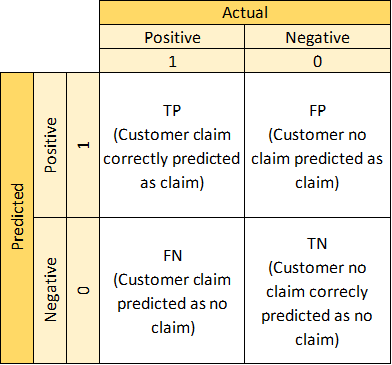 Actual
Positive
Negative
1
0
Predicted
Positive
1
TP
(Customer claim
correctly predicted
as claim)
FP
(Customer no
claim predicted as
claim)
Negative
0
FN
(Customer claim
predicted as no
claim)
TN
(Customer no
claim correcly
predicted as no
claim)